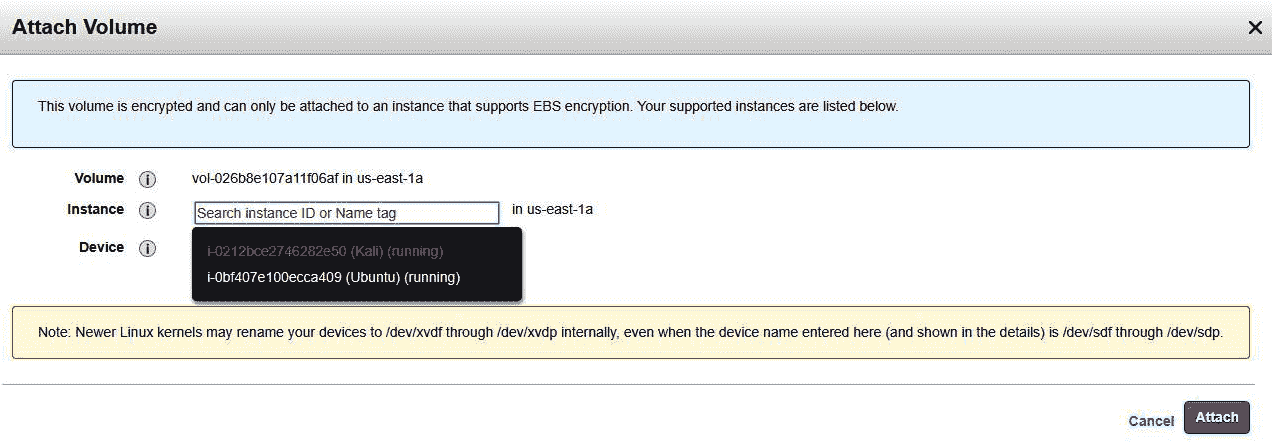 Attach Volume
This volume is encrypted and can only be attached to an instance that supports EBS encryption. Your supported instances are listed below.
Volume i vol-026b8e107a11f06af in us-east-1a
Instance i Search instance ID or Name tag in us-east-1a
Device i
i-0212bce2746282e50 (Kali) (running)
i-0bf407e100ecca409 (Ubuntu) (running)
Note: Newer Linux kernels may rename your devices to /dev/xvdf through /dev/xvdp internally, even when the device name entered here (and shown in the details) is /dev/sdf through /dev/sdp.
Cancel Attach